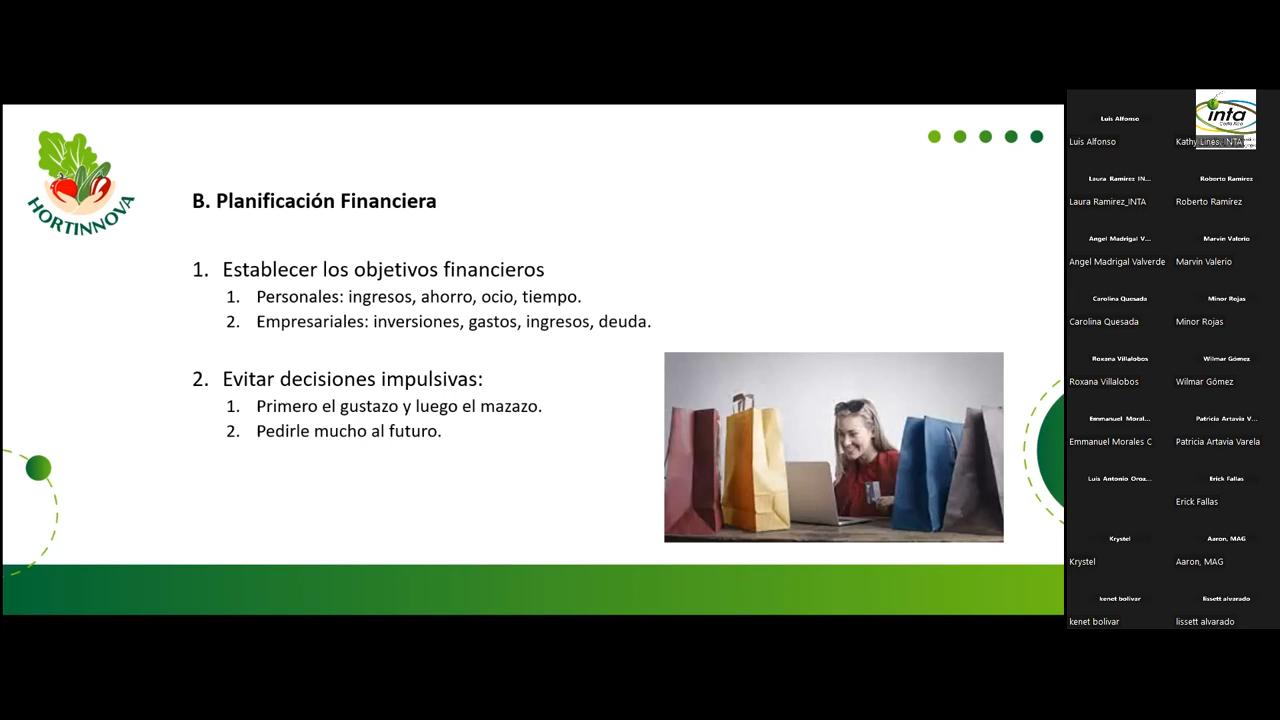 HORTINNOVA
B. Planificación Financiera
1. Establecer los objetivos financieros
1. Personales: ingresos, ahorro, ocio, tiempo.
2. Empresariales: inversiones, gastos, ingresos, deuda.
2. Evitar decisiones impulsivas:
1. Primero el gustazo y luego el mazazo.
2. Pedirle mucho al futuro.
Luis Alfonso
Luis Alfonso
inta
Costa Rica
Kathy Lines, INTA
Laura Ramirez IN...
Laura Ramirez_INTA
Roberto Ramírez
Roberto Ramírez
Angel Madrigal V...
Angel Madrigal Valverde
Marvin Valerio
Marvin Valerio
Carolina Quesada
Carolina Quesada
Minor Rojas
Minor Rojas
Roxana Villalobos
Roxana Villalobos
Wilmar Gómez
Wilmar Gómez
Emmanuel Moral...
Emmanuel Morales C
Patricia Artavia V...
Patricia Artavia Varela
Luis Antonio Oroz...
Erick Fallas
Erick Fallas
Krystel
Krystel
Aaron, MAG
Aaron, MAG
kenet bolivar
kenet bolivar
lissett alvarado
lissett alvarado